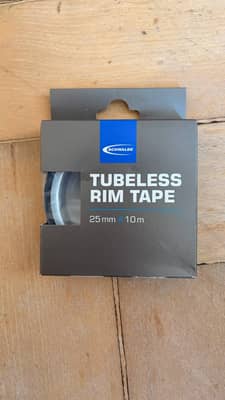 SCHWALBE
TUBELESS
RIM TAPE
25mm x 10m